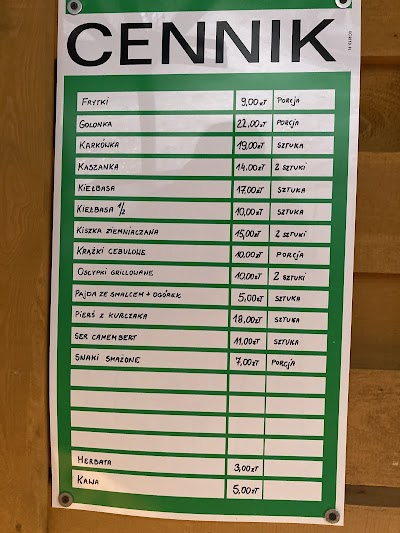 CENNIK
FRYTKI 9,00 zł PORCJA
GOLONKA 22,00 zł PORCJA
KARKÓWKA 19,00 zł SZTUKA
KASZANKA 14,00 zł 2 SZTUKI
KIEŁBASA 17,00 zł SZTUKA
KIEŁBASA 1/2 10,00 zł SZTUKA
KISZKA ZIEMNIACZANA 15,00 zł 2 SZTUKI
KRĄŻKI CEBULOWE 10.00 zł PORCJA
OSCYPKI GRILLOWANE 10.00 zł 2 SZTUKI
PAJDA ZE SMALCEM + OGÓREK 5,00 zł SZTUKA
PIERŚ Z KURCZAKA 18.00 zł SZTUKA
SER CAMEMBERT 11,00 zł SZTUKA
SNAKI SMAŻONE 7,00 zł PORCJA
HERBATA 3,00 zł
KAWA 5,00 zł